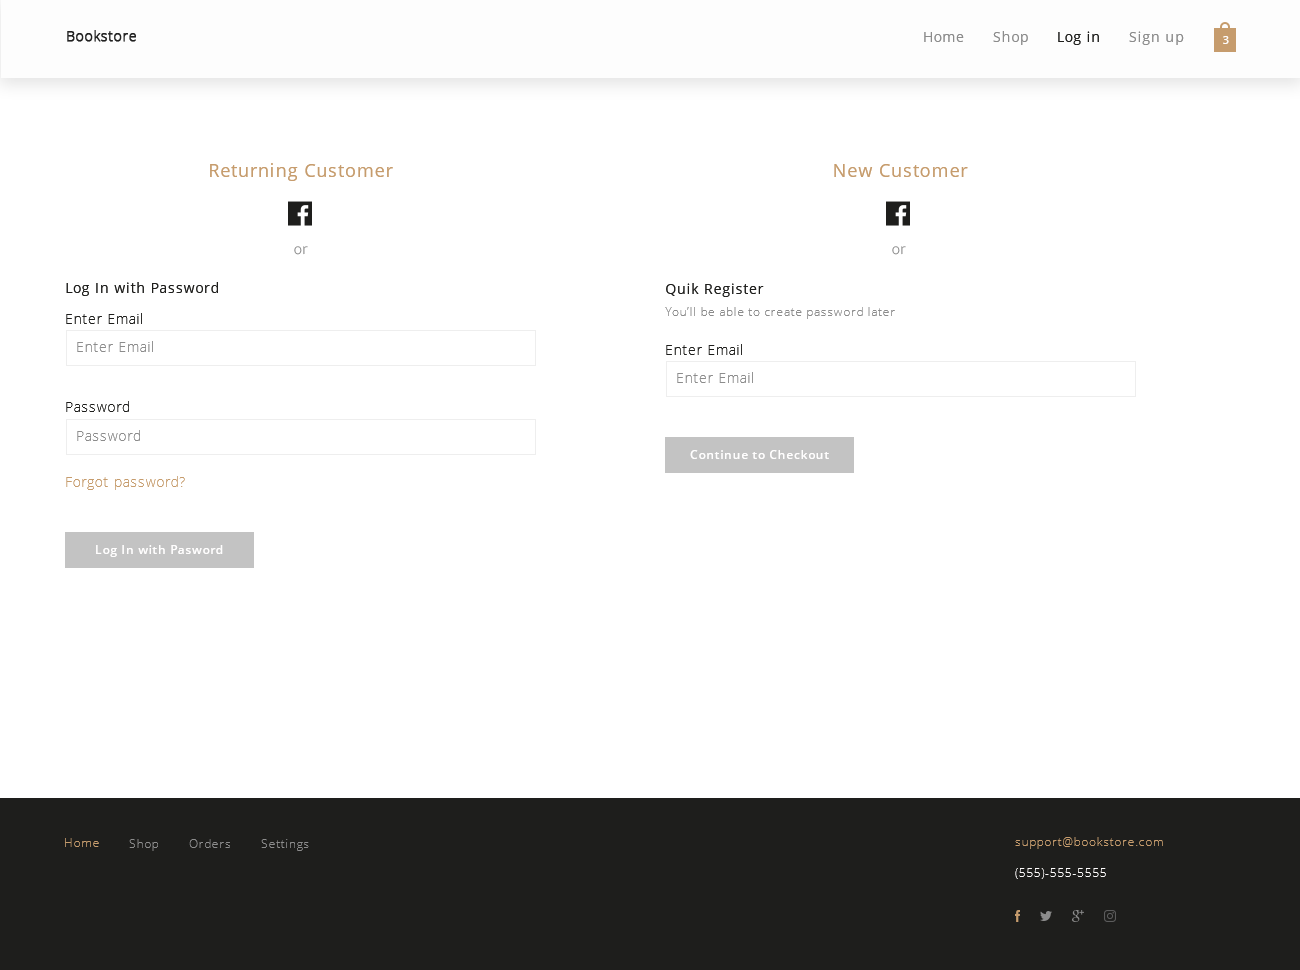 Bookstore
Home Shop Log in Sign up 3
Returning Customer
or
Log In with Password
Enter Email
Enter Email
Password
Password
Forgot password?
Log In with Pasword
New Customer
or
Quik Register
You'll be able to create password later
Enter Email
Enter Email
Continue to Checkout
Home Shop Orders Settings
support@bookstore.com
(555)-555-5555